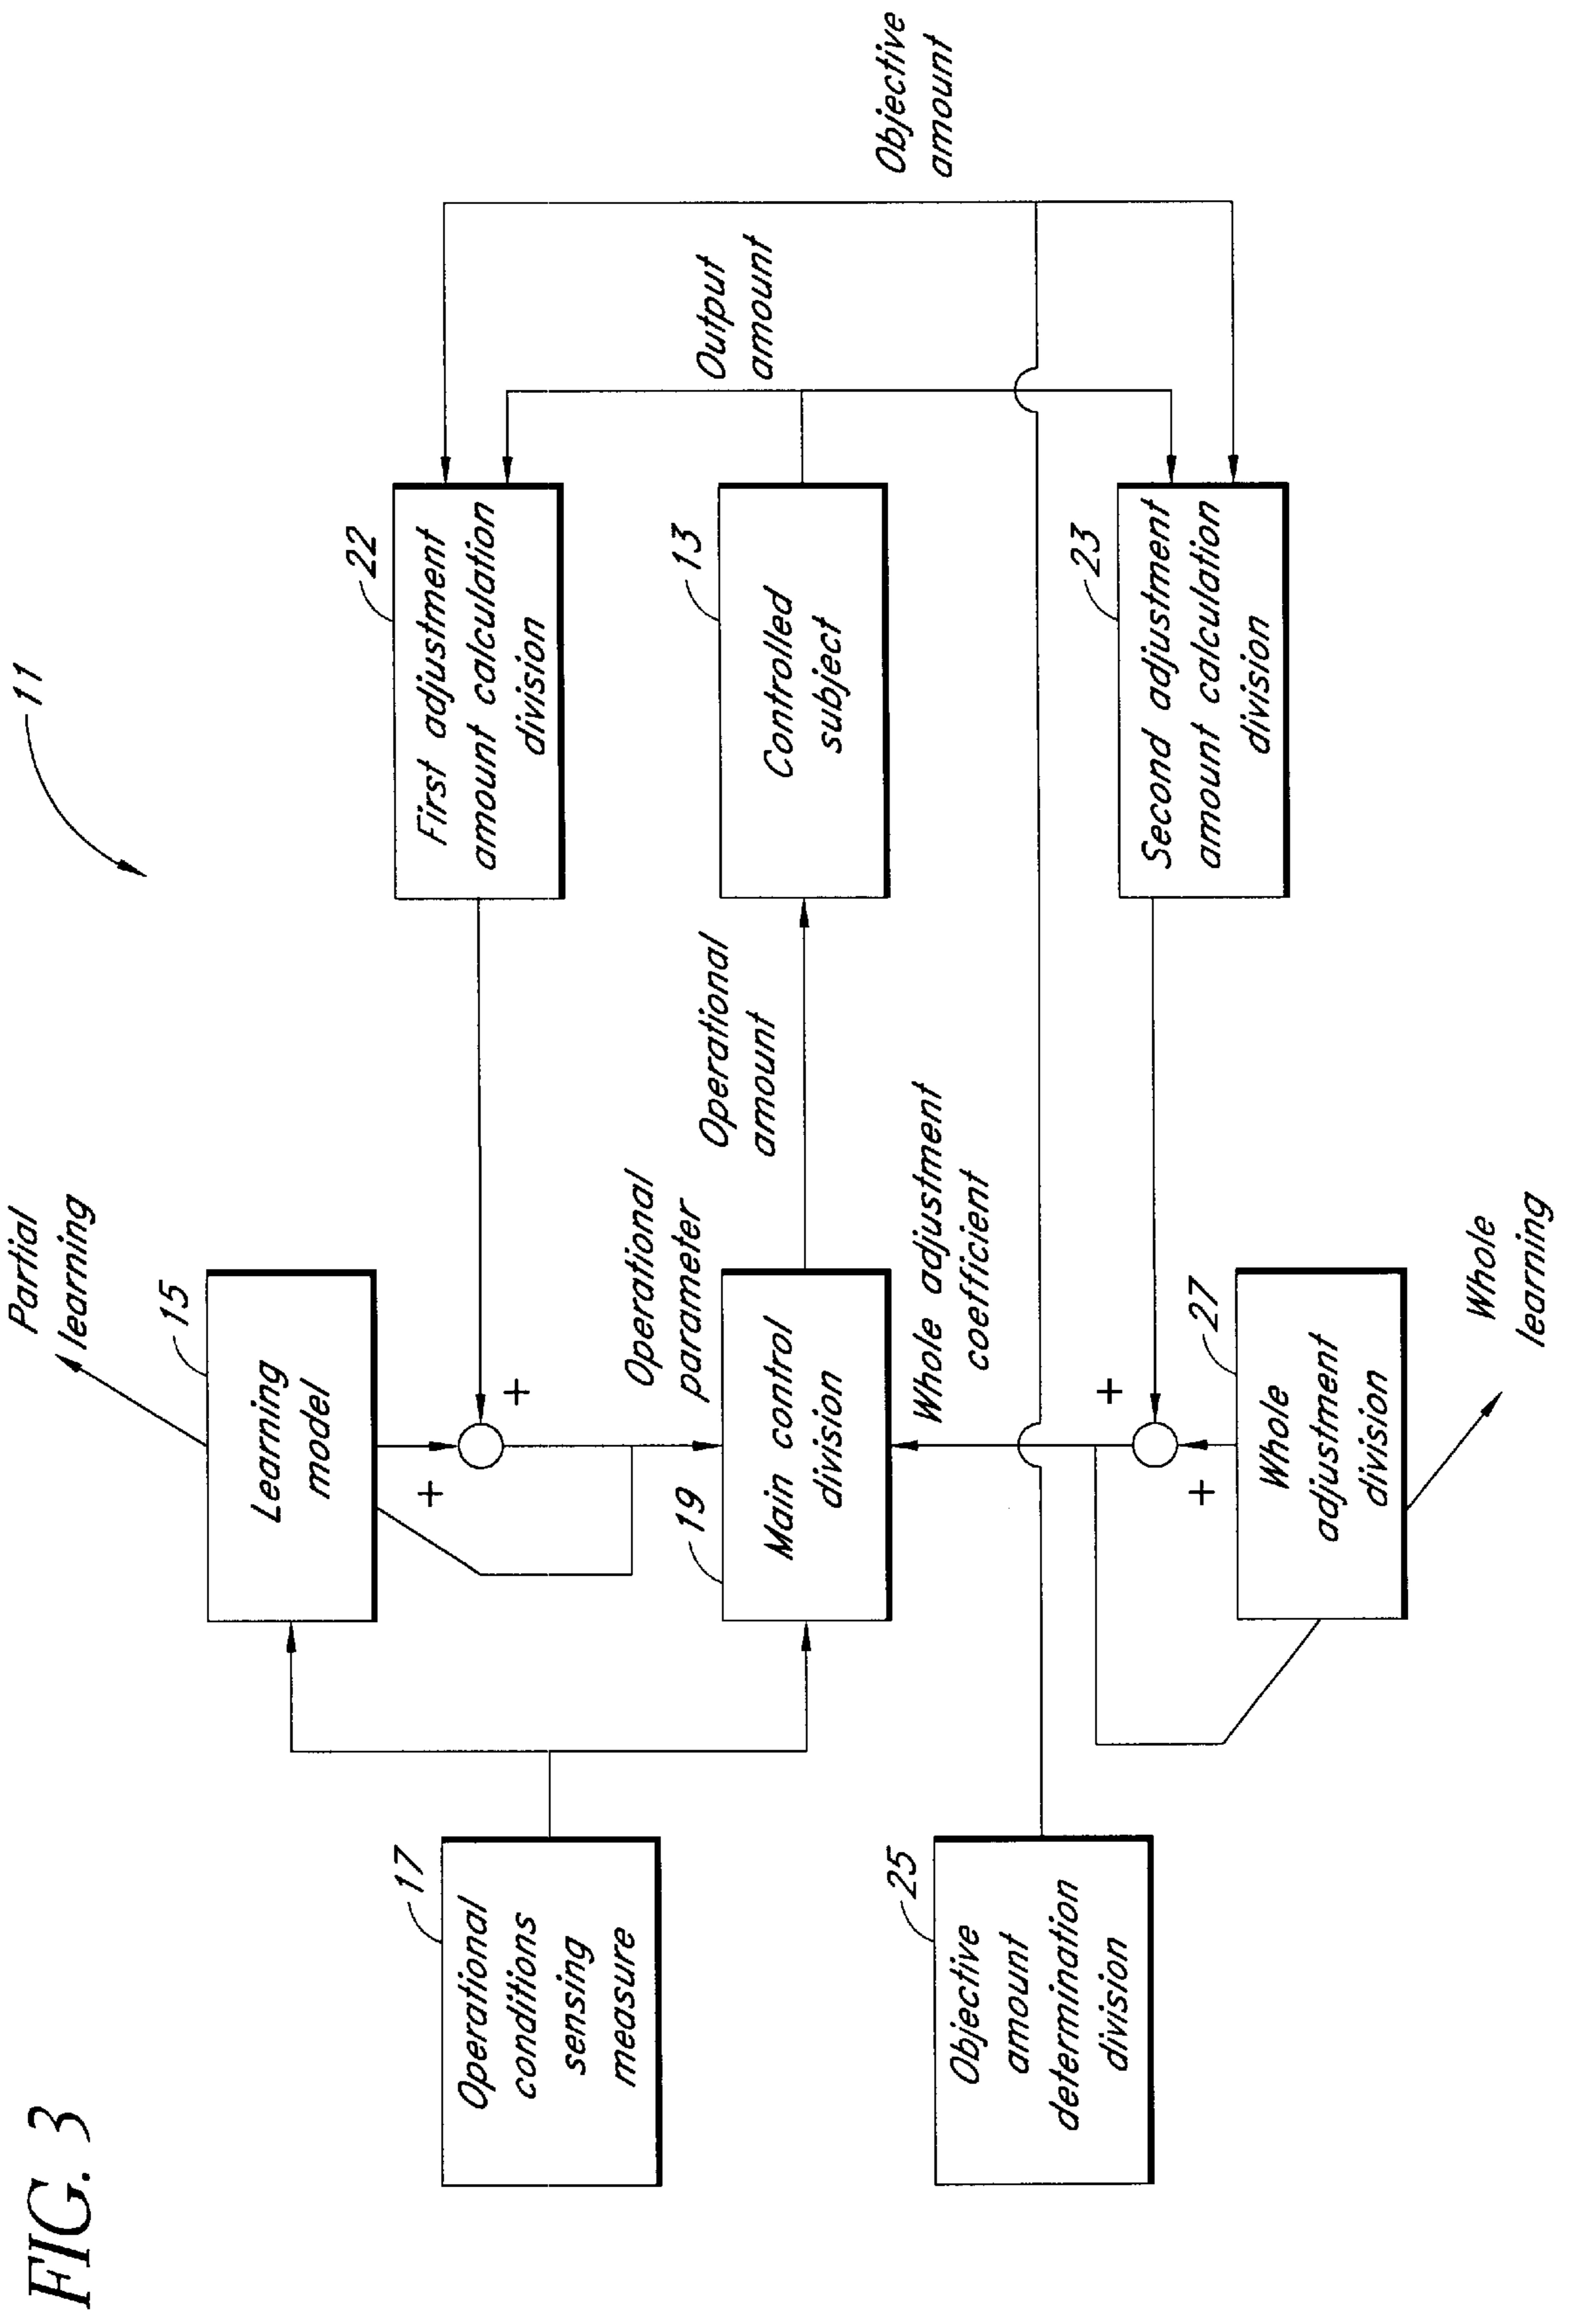 FIG. 3
11
Partial
learning
15
Learning
model
+
+
22
First adjustment
amount calculation
division
17
Operational
conditions
sensing
measure
Operational
parameter
19
Main control
division
Operational
amount
13
Controlled
subject
Output
amount
Objective
amount
Whole adjustment
coefficient
25
Objective
amount
determination
division
+
+
27
Whole
adjustment
division
23
Second adjustment
amount calculation
division
Whole
learning